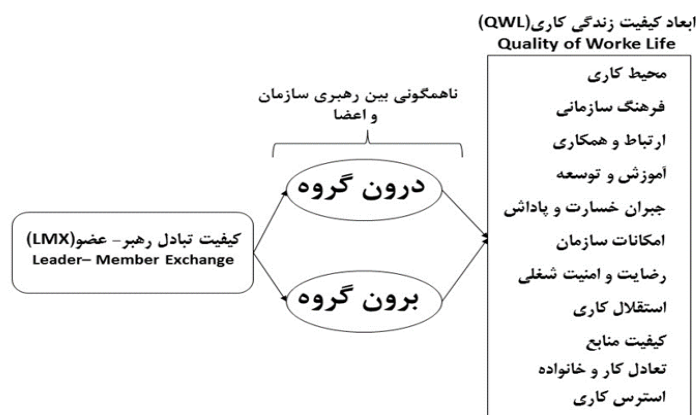 ابعاد کیفیت زندگی کاری(QWL)
Quality of Worke Life
محیط کاری
فرهنگ سازمانی
ارتباط و همکاری
آموزش و توسعه
جبران خسارت و پاداش
امکانات سازمان
رضایت و امنیت شغلی
استقلال کاری
کیفیت منابع
تعادل کار و خانواده
استرس کاری
ناهمگونی بین رهبری سازمان
و اعضا
درون گروه
برون گروه
کیفیت تبادل رهبر- عضو(LMX)
Leader– Member Exchange